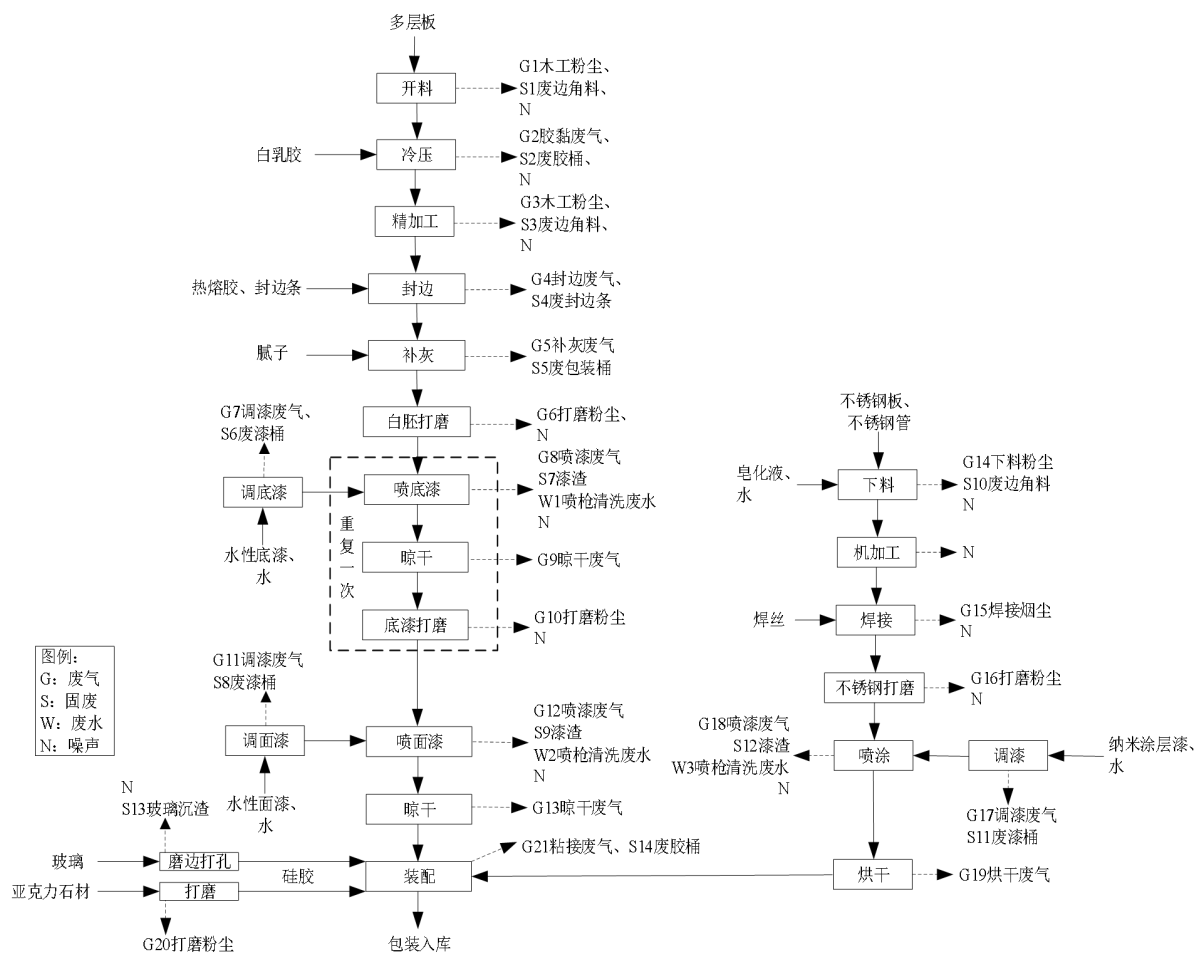 多层板
开料
G1木工粉尘、
S1废边角料、
N
白乳胶
冷压
G2胶黏废气、
S2废胶桶、
N
精加工
G3木工粉尘、
S3废边角料、
N
热熔胶、封边条
封边
G4封边废气、
S4废封边条
腻子
补灰
G5补灰废气
S5废包装桶
白胚打磨
G6打磨粉尘、
N
G7调漆废气、
S6废漆桶
调底漆
水性底漆、
水
喷底漆
G8喷漆废气
S7漆渣
W1喷枪清洗废水
N
重复一次
晾干
G9晾干废气
底漆打磨
G10打磨粉尘
N
图例：
G：废气
S：固废
W：废水
N：噪声
G11调漆废气
S8废漆桶
调面漆
水性面漆、
水
喷面漆
G12喷漆废气
S9漆渣
W2喷枪清洗废水
N
晾干
G13晾干废气
N
S13玻璃沉渣
玻璃
磨边打孔
亚克力石材
打磨
G20打磨粉尘
硅胶
装配
G21粘接废气、S14废胶桶
包装入库
不锈钢板、
不锈钢管
皂化液、
水
下料
G14下料粉尘
S10废边角料
N
机加工
N
焊丝
焊接
G15焊接烟尘
N
不锈钢打磨
G16打磨粉尘
N
G18喷漆废气
S12漆渣
W3喷枪清洗废水
N
喷涂
调漆
纳米涂层漆、
水
G17调漆废气
S11废漆桶
烘干
G19烘干废气